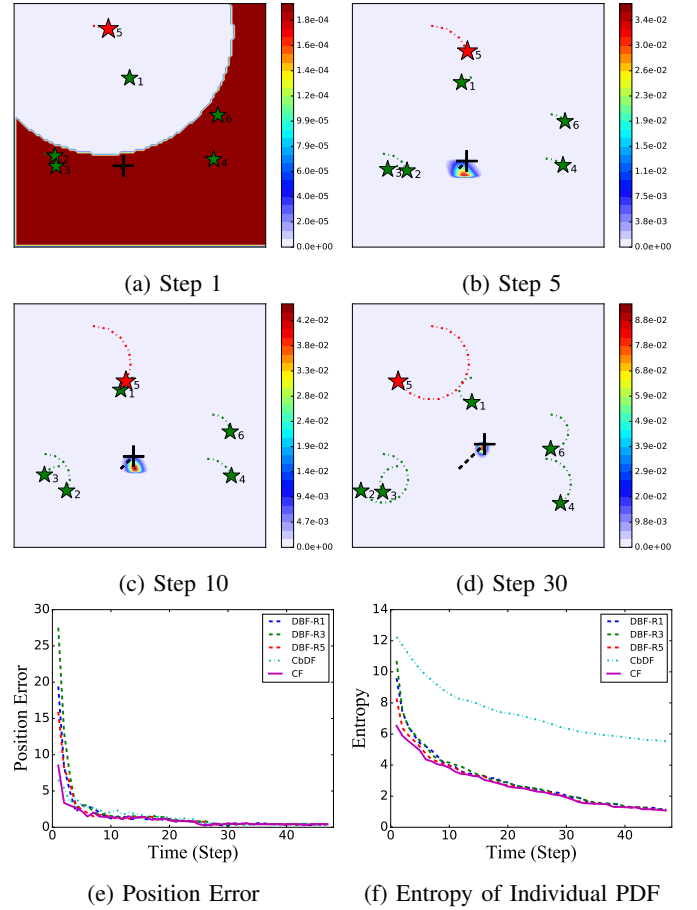 5
1
6
2
3
4
1.8e-04
1.6e-04
1.4e-04
1.2e-04
1.0e-04
8.0e-05
6.0e-05
4.0e-05
2.0e-05
0.0e+00
(a) Step 1
5
1
6
3
2
4
3.4e-02
2.9e-02
2.4e-02
1.9e-02
1.4e-02
1.1e-02
7.2e-03
3.6e-03
0.0e+00
(b) Step 5
5
1
6
3
2
4
4.2e-02
3.7e-02
3.3e-02
2.8e-02
2.3e-02
1.9e-02
1.4e-02
9.3e-03
4.7e-03
0.0e+00
(c) Step 10
5
1
6
2
3
4
8.8e-02
7.8e-02
6.8e-02
5.9e-02
4.9e-02
3.9e-02
2.9e-02
2.0e-02
9.8e-03
0.0e+00
(d) Step 30
Position Error
30
25
20
15
10
5
0
0
10
20
30
40
Time (Step)
DBF-R1
DBF-R3
DBF-R5
CbDF
CF
(e) Position Error
Entropy
14
12
10
8
6
4
2
0
0
10
20
30
40
Time (Step)
DBF-R1
DBF-R3
DBF-R5
CbDF
CF
(f) Entropy of Individual PDF